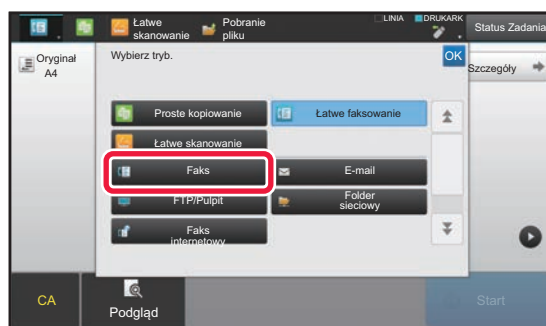 Łatwe
skanowanie
Pobranie
pliku
LINIA
DRUKARK
Status Zadania
Oryginał
A4
Wybierz tryb.
OK
Szczegóły
Proste kopiowanie
Łatwe faksowanie
Łatwe skanowanie
Faks
E-mail
FTP/Pulpit
Folder
sieciowy
Faks
internetowy
CA
Podgląd
Start